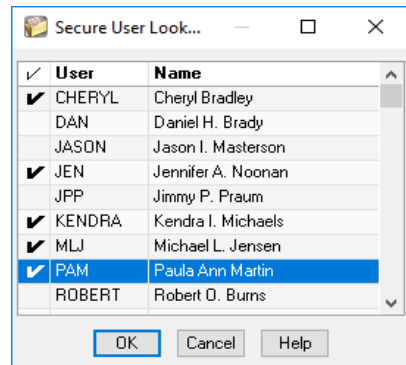 Secure User Look...
✓ User Name
✔ CHERYL Cheryl Bradley
DAN Daniel H. Brady
JASON Jason I. Masterson
✔ JEN Jennifer A. Noonan
JPP Jimmy P. Praum
✔ KENDRA Kendra I. Michaels
✔ MLJ Michael L. Jensen
✔ PAM Paula Ann Martin
ROBERT Robert O. Burns
OK Cancel Help